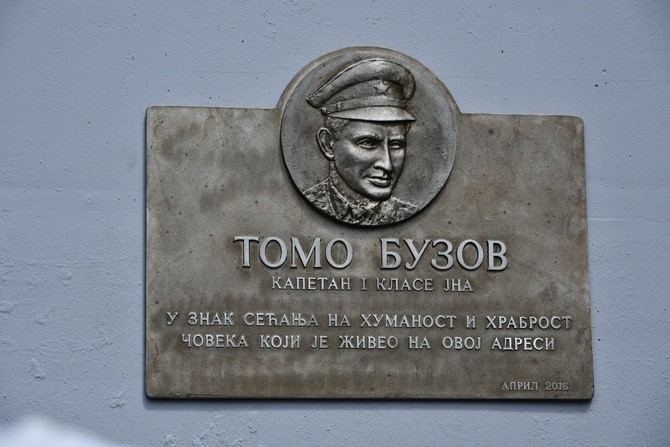 ТОМО БУЗОВ
КАПЕТАН I КЛАСЕ ЈНА
У ЗНАК СЕЋАЊА НА ХУМАНОСТ И ХРАБРОСТ
ЧОВЕКА КОЈИ ЈЕ ЖИВЕО НА ОВОЈ АДРЕСИ
АПРИЛ 2016